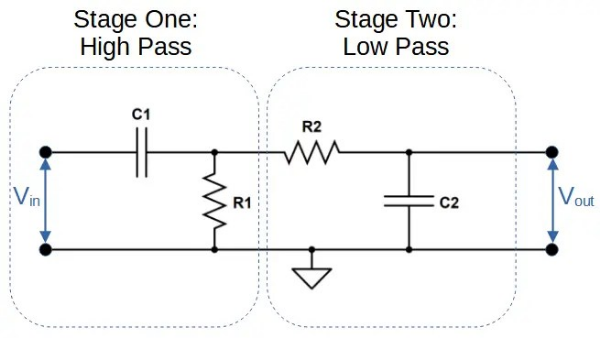 Stage One:
High Pass
Stage Two:
Low Pass
C1
R2
Vin
R1
C2
Vout